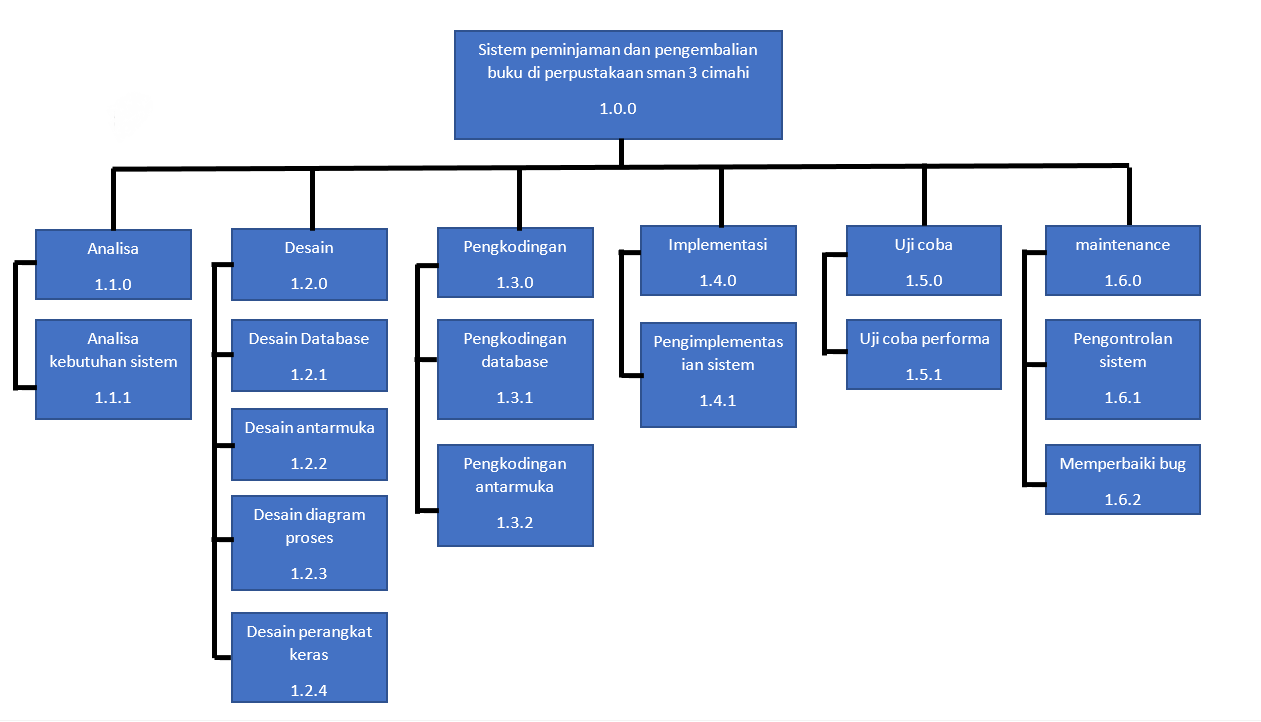 Sistem peminjaman dan pengembalian
buku di perpustakaan sman 3 cimahi
1.0.0
Analisa
1.1.0
Analisa
kebutuhan sistem
1.1.1
Desain
1.2.0
Desain Database
1.2.1
Desain antarmuka
1.2.2
Desain diagram
proses
1.2.3
Desain perangkat
keras
1.2.4
Pengkodingan
1.3.0
Pengkodingan
database
1.3.1
Pengkodingan
antarmuka
1.3.2
Implementasi
1.4.0
Pengimplementas
ian sistem
1.4.1
Uji coba
1.5.0
Uji coba performa
1.5.1
maintenance
1.6.0
Pengontrolan
sistem
1.6.1
Memperbaiki bug
1.6.2